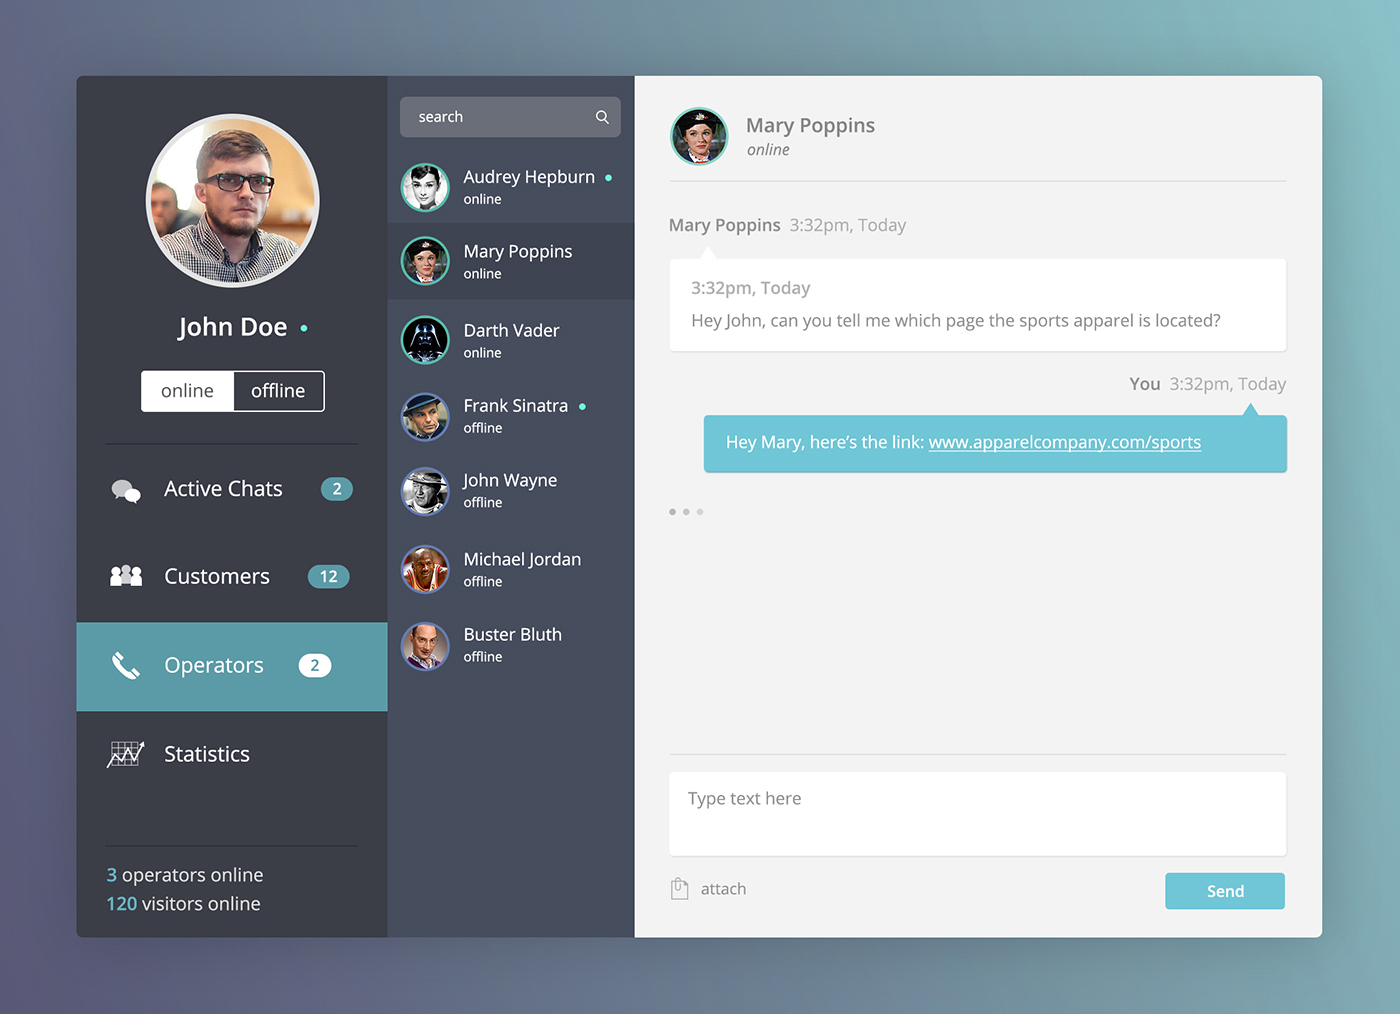 John Doe
online offline
Active Chats 2
Customers 12
Operators 2
Statistics
3 operators online
120 visitors online
search
Audrey Hepburn
online
Mary Poppins
online
Darth Vader
online
Frank Sinatra
offline
John Wayne
offline
Michael Jordan
offline
Buster Bluth
offline
Mary Poppins
online
Mary Poppins 3:32pm, Today
3:32pm, Today
Hey John, can you tell me which page the sports apparel is located?
You 3:32pm, Today
Hey Mary, here’s the link: www.apparelcompany.com/sports
Type text here
attach
Send